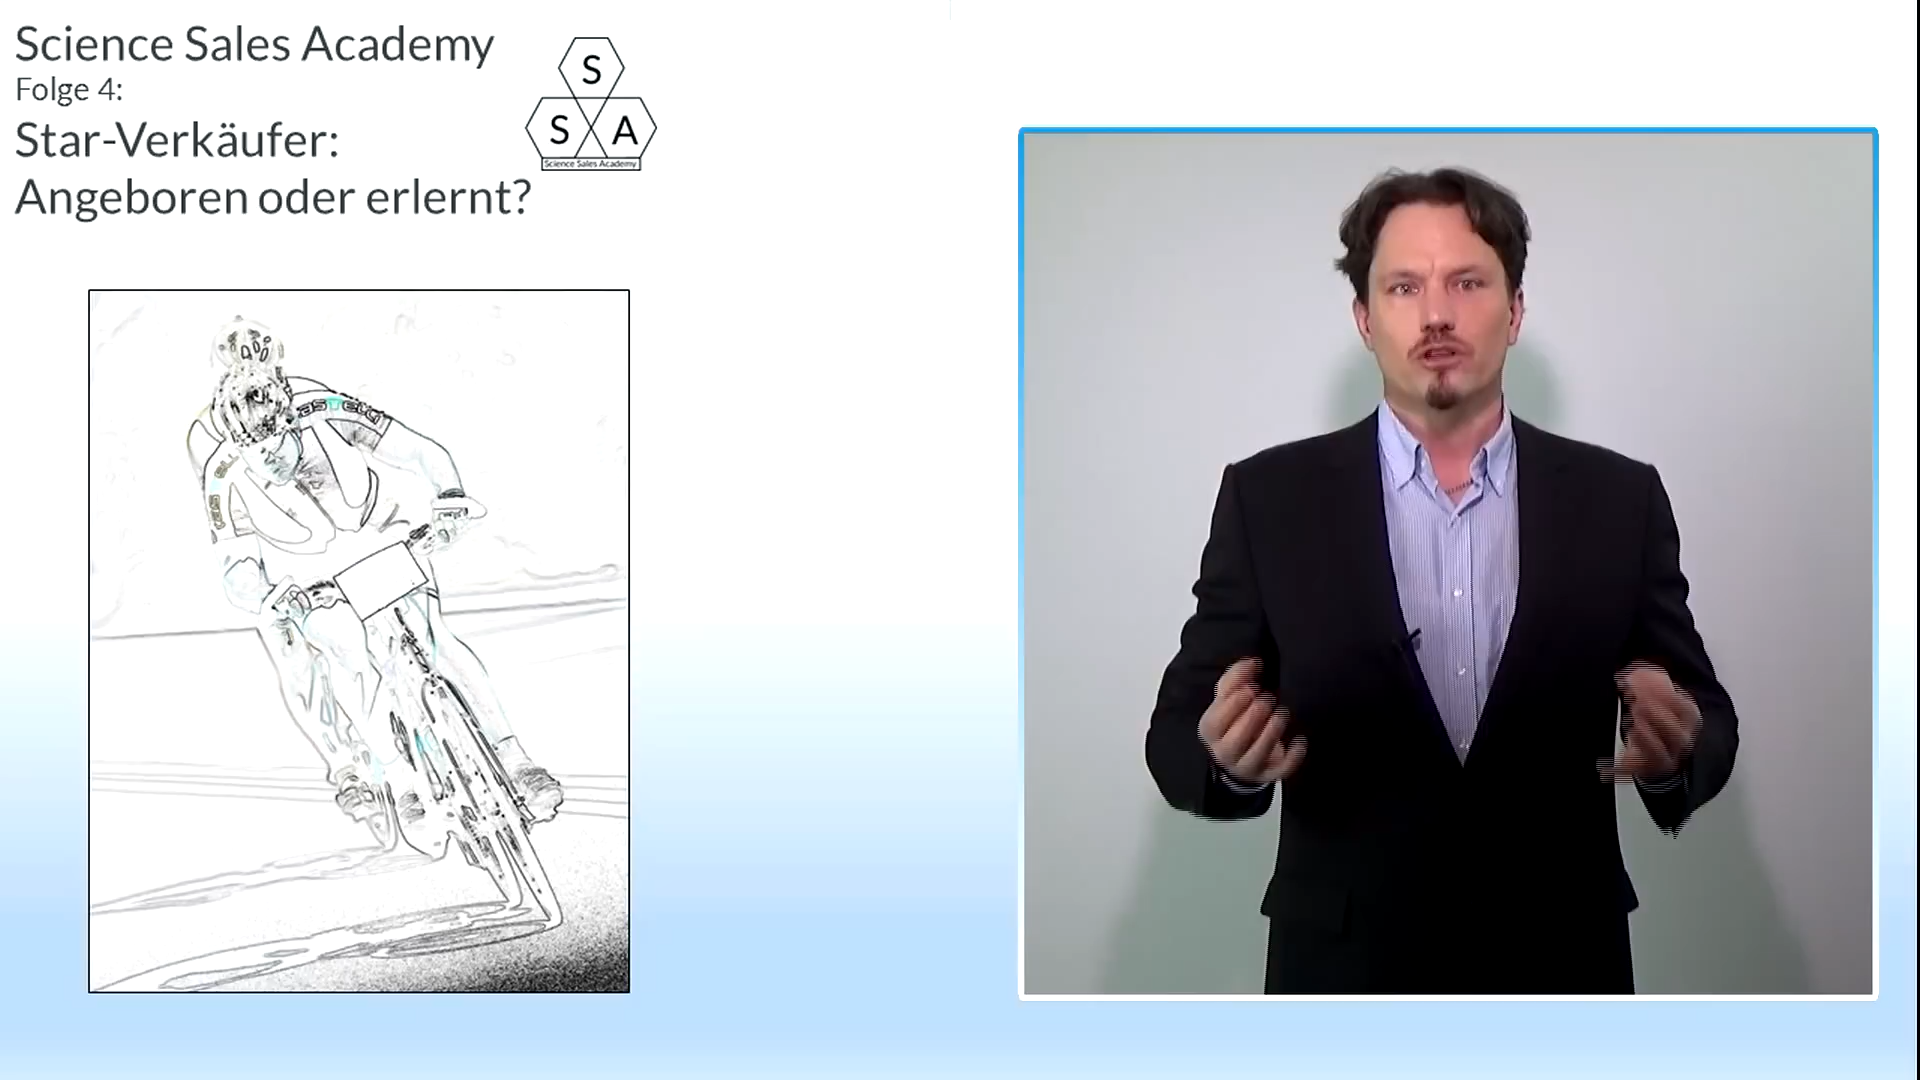 Science Sales Academy
Folge 4:
Star-Verkäufer:
Angeboren oder erlernt?
S
S A
Science Sales Academy